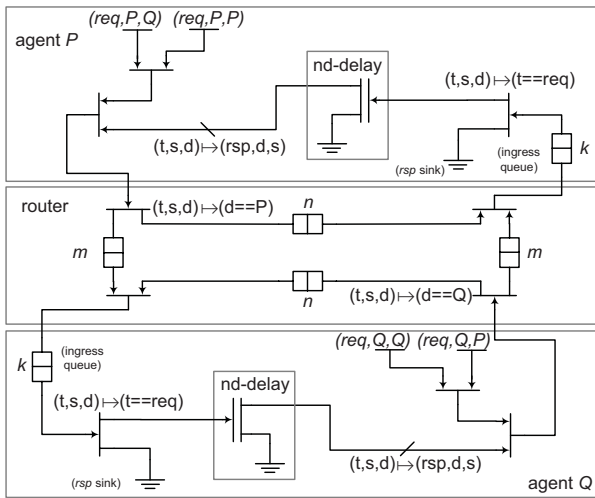 (req,P,Q)
(req,P,P)
agent P
nd-delay
(t,s,d)↦(t==req)
(t,s,d)↦(rsp,d,s)
(rsp sink)
(ingress
queue)
k
router
(t,s,d)↦(d==P)
n
m
m
n
(t,s,d)↦(d==Q)
k
(ingress
queue)
(req,Q,Q)
(req,Q,P)
nd-delay
(t,s,d)↦(t==req)
(t,s,d)↦(rsp,d,s)
(rsp sink)
agent Q